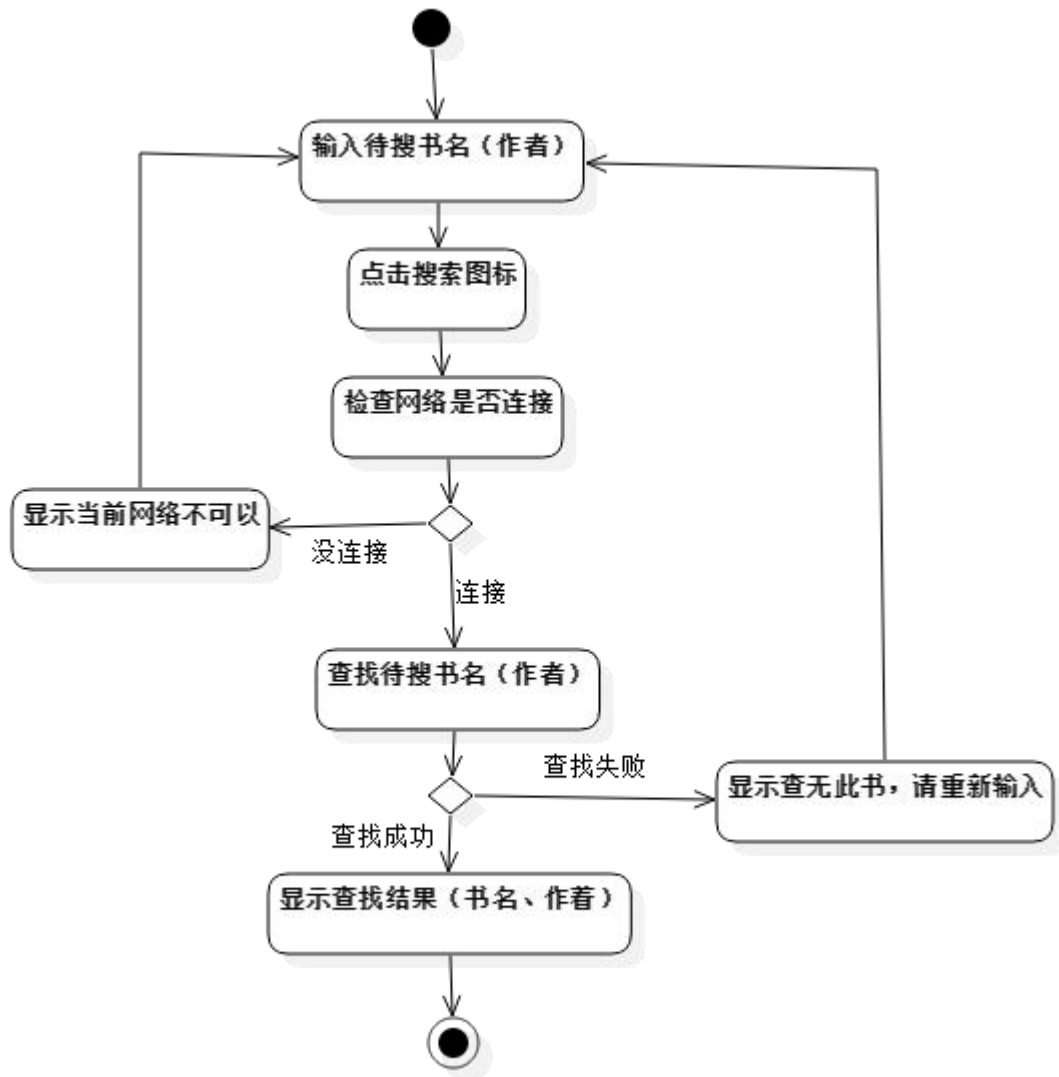 输入待搜书名（作者）
点击搜索图标
检查网络是否连接
显示当前网络不可以
没连接
连接
查找待搜书名（作者）
查找失败
显示查无此书，请重新输入
查找成功
显示查找结果（书名、作者）